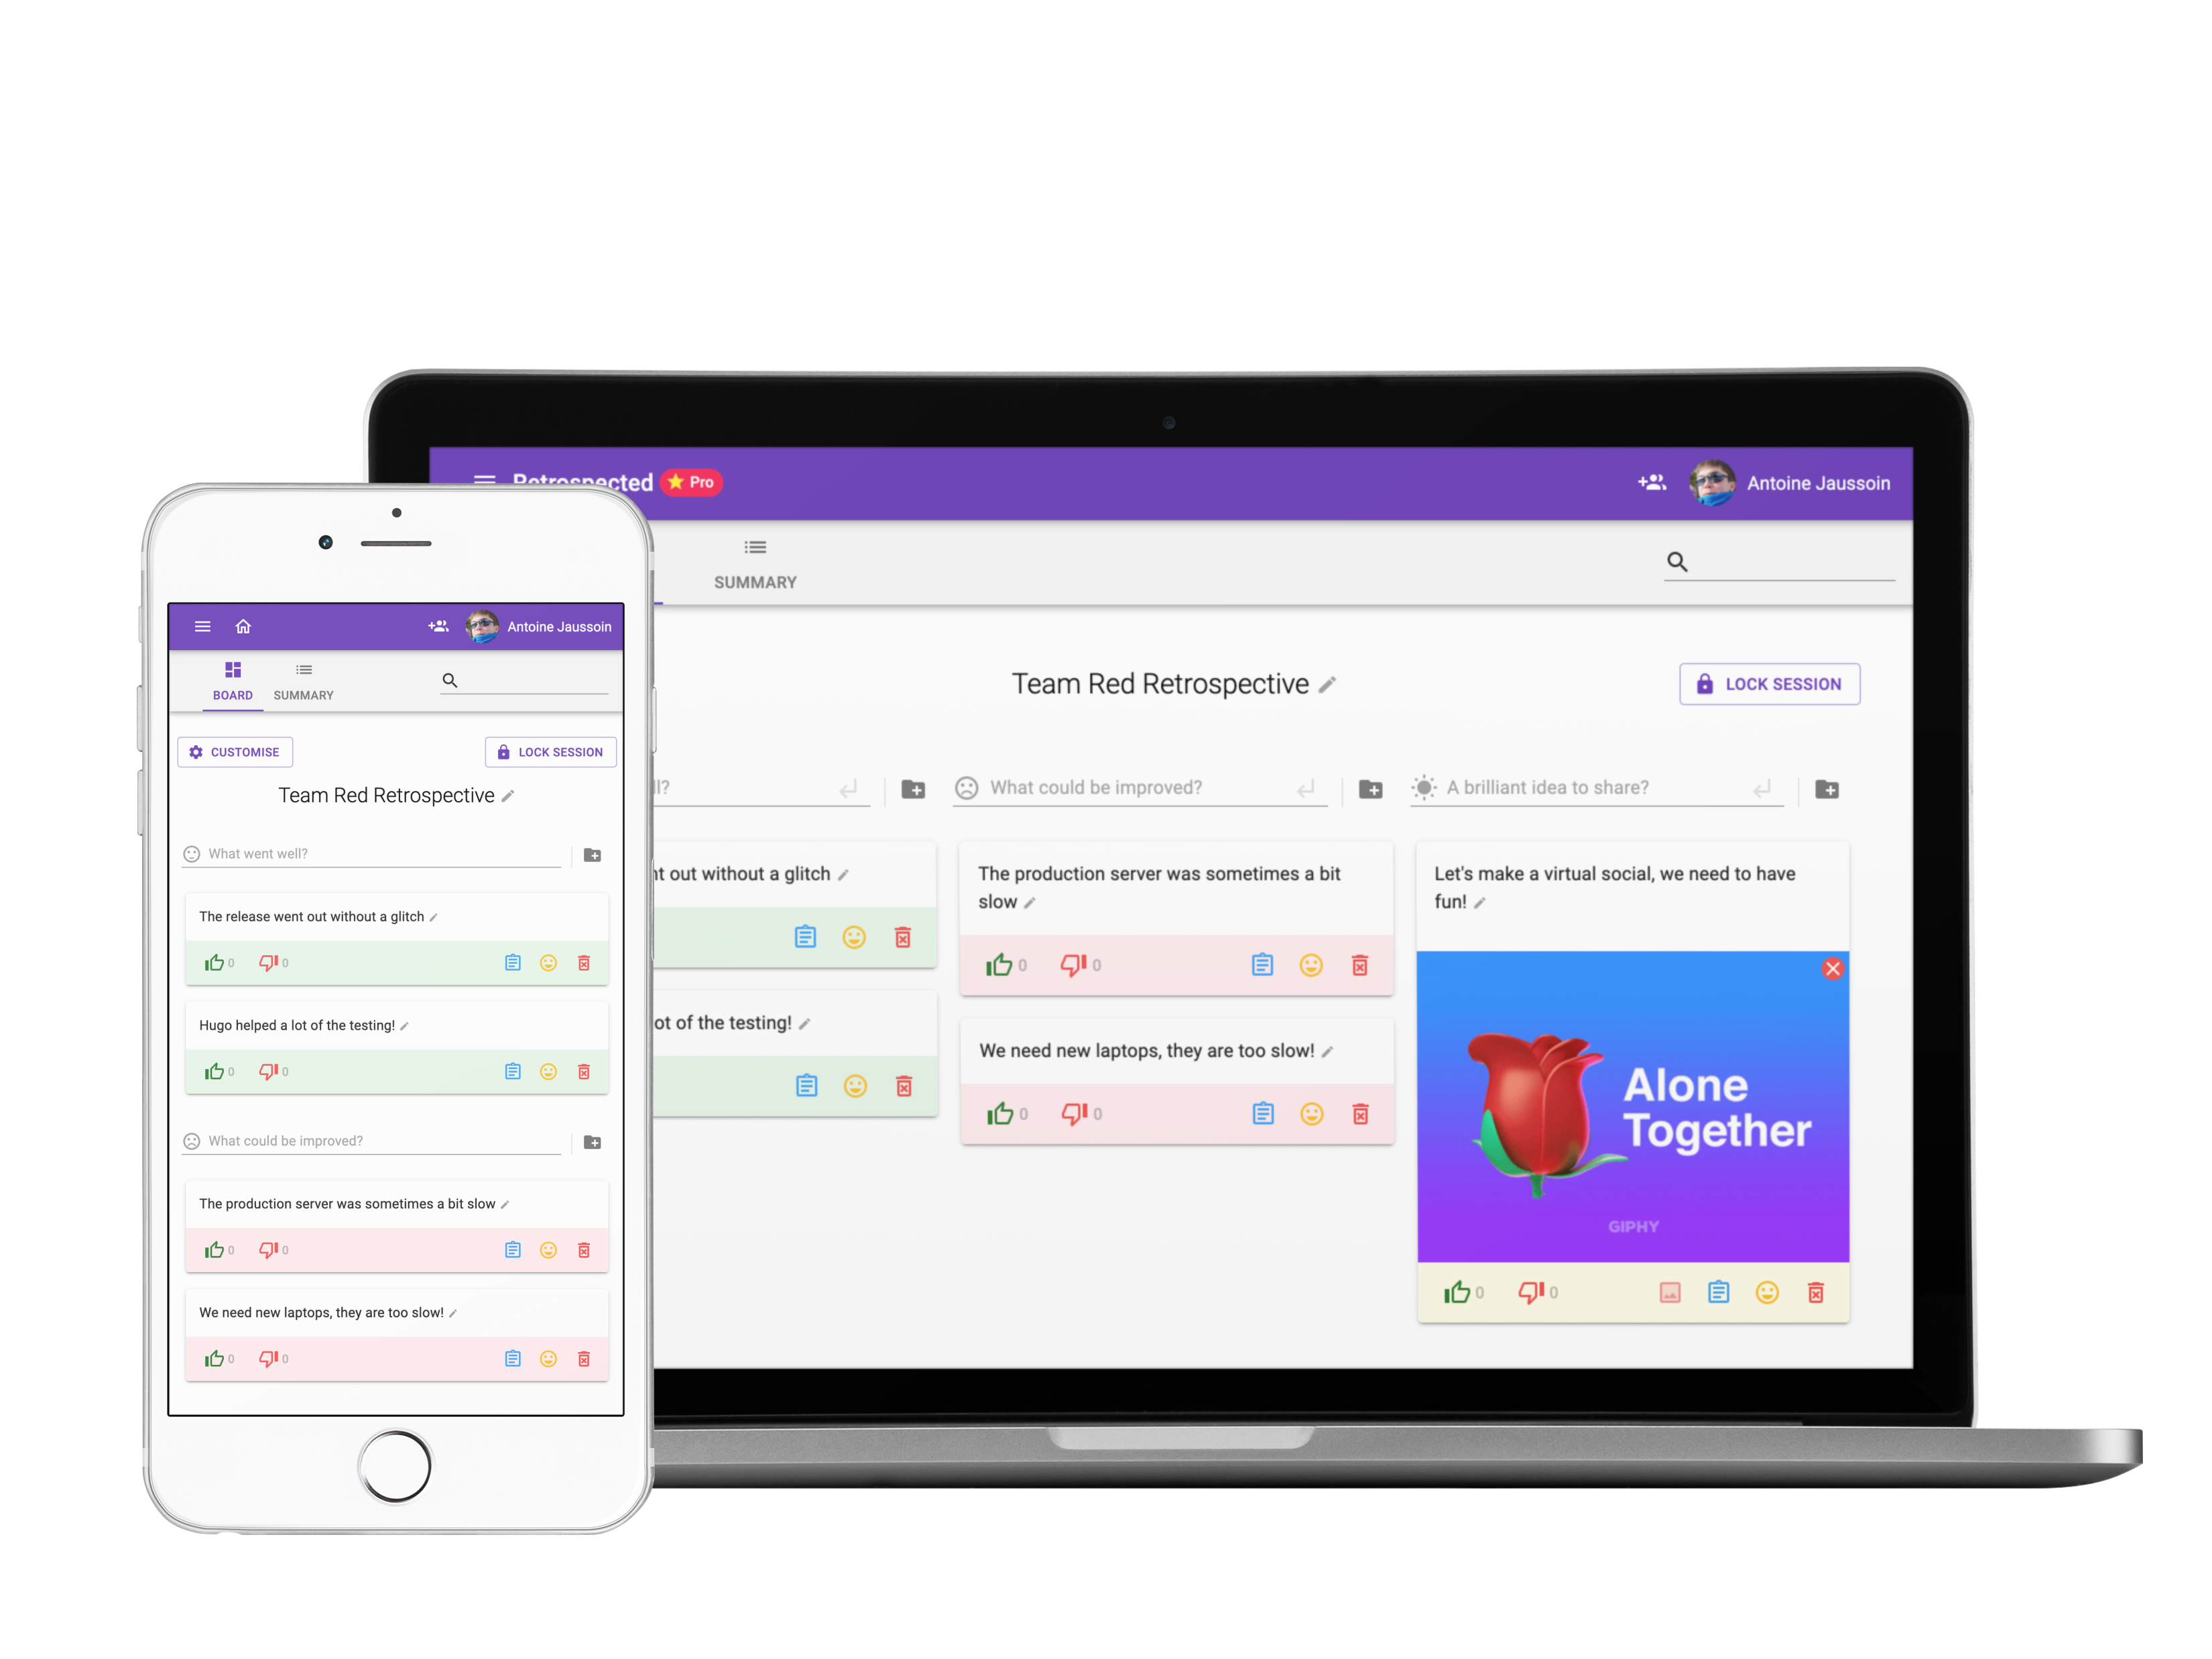 Retrospected
Pro
Antoine Jaussoin
SUMMARY
Team Red Retrospective
LOCK SESSION
ll?
What could be improved?
A brilliant idea to share?
nt out without a glitch
ot of the testing!
The production server was sometimes a bit
slow
0 0
We need new laptops, they are too slow!
0 0
Let's make a virtual social, we need to have
fun!
Alone
Together
GIPHY
0 0
Antoine Jaussoin
BOARD SUMMARY
CUSTOMISE LOCK SESSION
Team Red Retrospective
What went well?
The release went out without a glitch
0 0
Hugo helped a lot of the testing!
0 0
What could be improved?
The production server was sometimes a bit slow
0 0
We need new laptops, they are too slow!
0 0